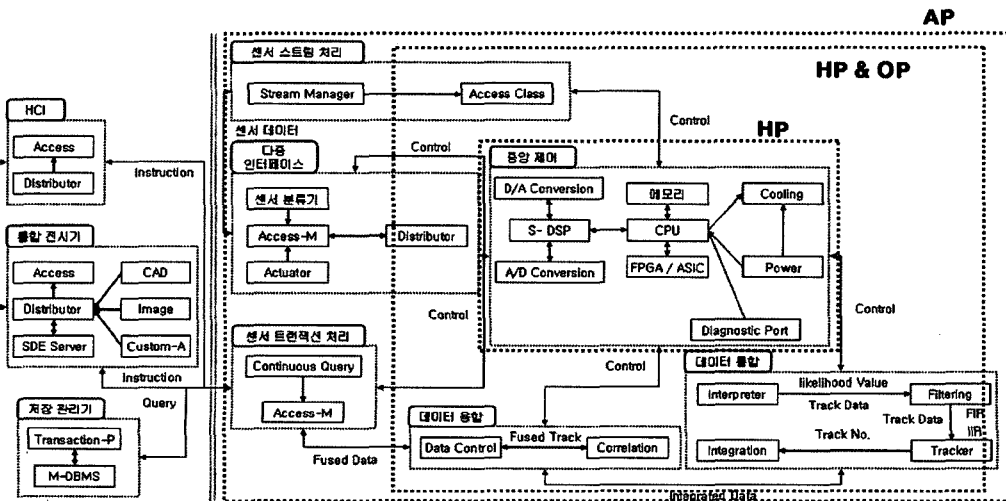 AP
HP & OP
HP
센서 스트림 처리
Stream Manager
Access Class
센서 데이터
Control
HCI
Access
Distributor
Instruction
다중
인터페이스
Control
센서 분류기
Access-M
Distributor
Actuator
중앙 제어
D/A Conversion
메모리
Cooling
S- DSP
CPU
A/D Conversion
FPGA / ASIC
Power
Diagnostic Port
통합 전시기
Access
CAD
Distributor
Image
SDE Server
Custom-A
Instruction
Query
Control
Control
Control
센서 트랜잭션 처리
Continuous Query
Access-M
저장 관리기
Transaction-P
M-DBMS
Fused Data
데이터 융합
Data Control
Fused Track
Correlation
데이터 통합
Interpreter
likelihood Value
Track Data
Filtering
Track Data
FIR
IIR
Integration
Track No.
Tracker
Integrated Data